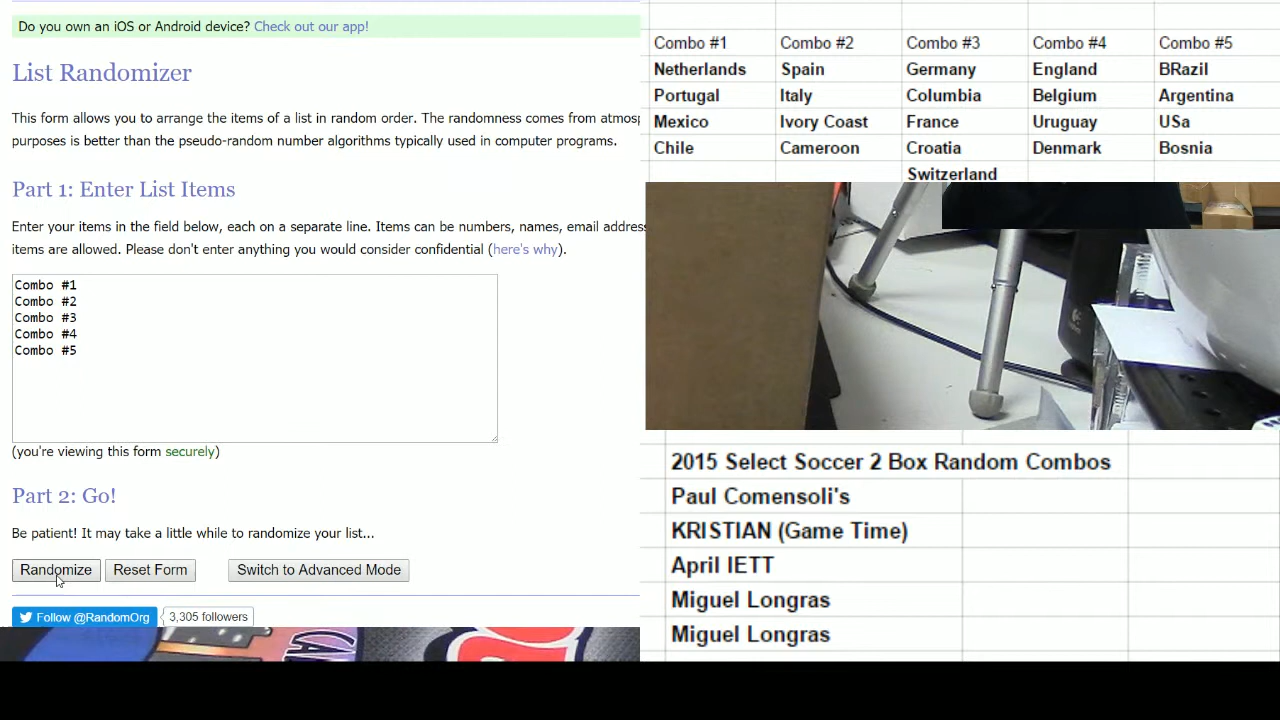 Do you own an iOS or Android device? Check out our app!
List Randomizer
This form allows you to arrange the items of a list in random order. The randomness comes from atmosp
purposes is better than the pseudo-random number algorithms typically used in computer programs.
Part 1: Enter List Items
Enter your items in the field below, each on a separate line. Items can be numbers, names, email address
items are allowed. Please don't enter anything you would consider confidential (here's why).
Combo #1
Combo #2
Combo #3
Combo #4
Combo #5
(you're viewing this form securely)
Part 2: Go!
Be patient! It may take a little while to randomize your list...
Randomize Reset Form Switch to Advanced Mode
Follow @RandomOrg 3,305 followers
Combo #1 Combo #2 Combo #3 Combo #4 Combo #5
Netherlands Spain Germany England BRazil
Portugal Italy Columbia Belgium Argentina
Mexico Ivory Coast France Uruguay USa
Chile Cameroon Croatia Denmark Bosnia
Switzerland
2015 Select Soccer 2 Box Random Combos
Paul Comensoli's
KRISTIAN (Game Time)
April IETT
Miguel Longras
Miguel Longras